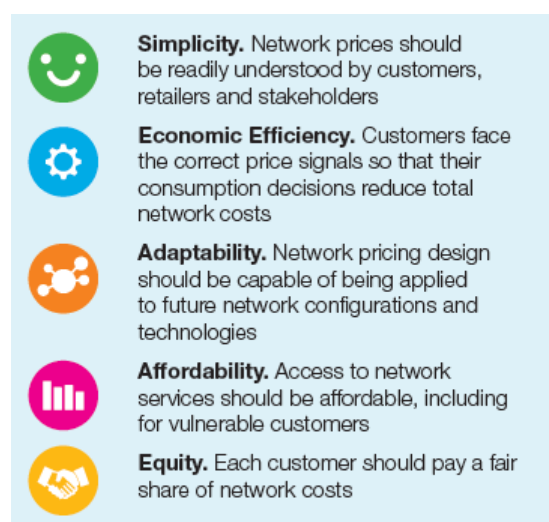 Simplicity. Network prices should
be readily understood by customers,
retailers and stakeholders
Economic Efficiency. Customers face
the correct price signals so that their
consumption decisions reduce total
network costs
Adaptability. Network pricing design
should be capable of being applied
to future network configurations and
technologies
Affordability. Access to network
services should be affordable, including
for vulnerable customers
Equity. Each customer should pay a fair
share of network costs